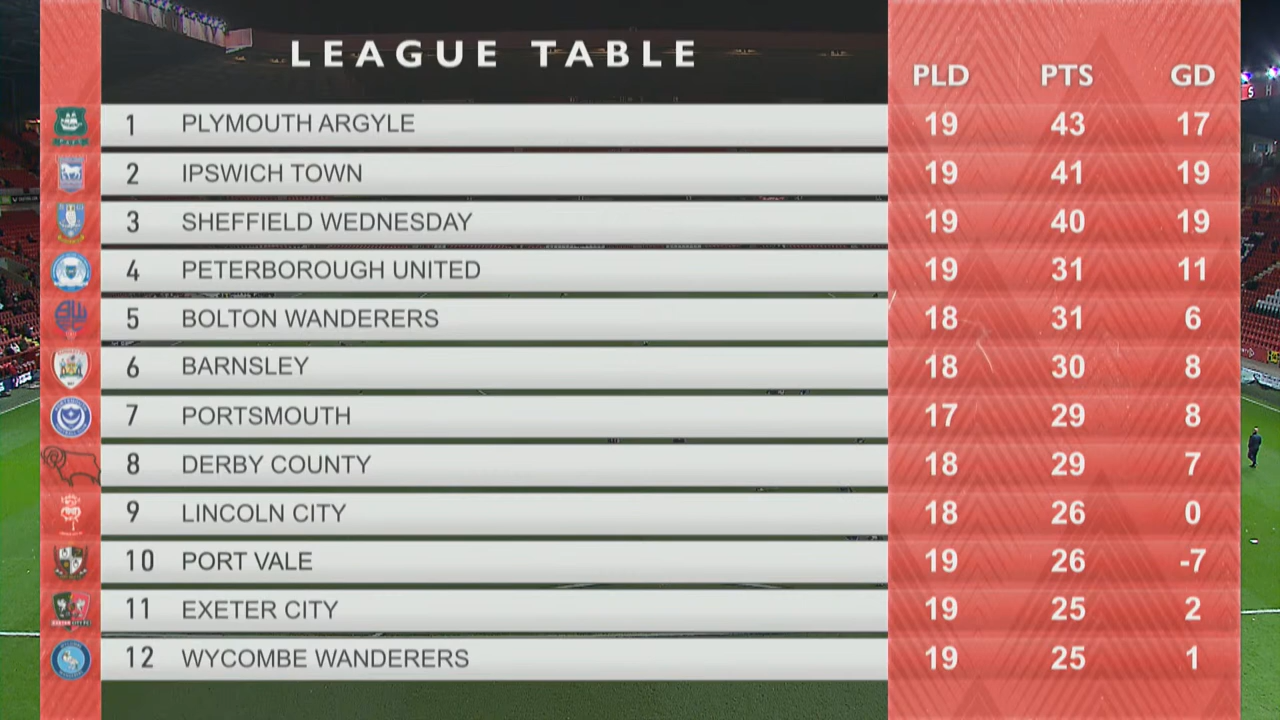 LEAGUE TABLE
PLD PTS GD
1 PLYMOUTH ARGYLE 19 43 17
2 IPSWICH TOWN 19 41 19
3 SHEFFIELD WEDNESDAY 19 40 19
4 PETERBOROUGH UNITED 19 31 11
5 BOLTON WANDERERS 18 31 6
6 BARNSLEY 18 30 8
7 PORTSMOUTH 17 29 8
8 DERBY COUNTY 18 29 7
9 LINCOLN CITY 18 26 0
10 PORT VALE 19 26 -7
11 EXETER CITY 19 25 2
12 WYCOMBE WANDERERS 19 25 1